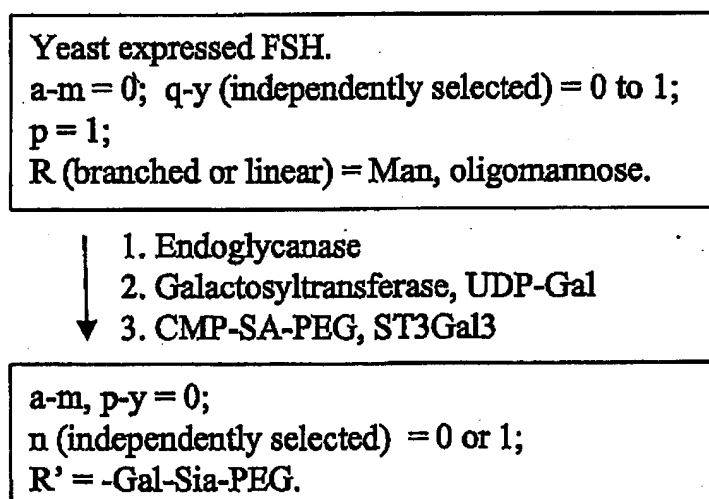 Yeast expressed FSH.
a-m = 0; q-y (independently selected) = 0 to 1;
p = 1;
R (branched or linear) = Man, oligomannose.
1. Endoglycanase
2. Galactosyltransferase, UDP-Gal
3. CMP-SA-PEG, ST3Gal3
a-m, p-y = 0;
n (independently selected) = 0 or 1;
R' = -Gal-Sia-PEG.